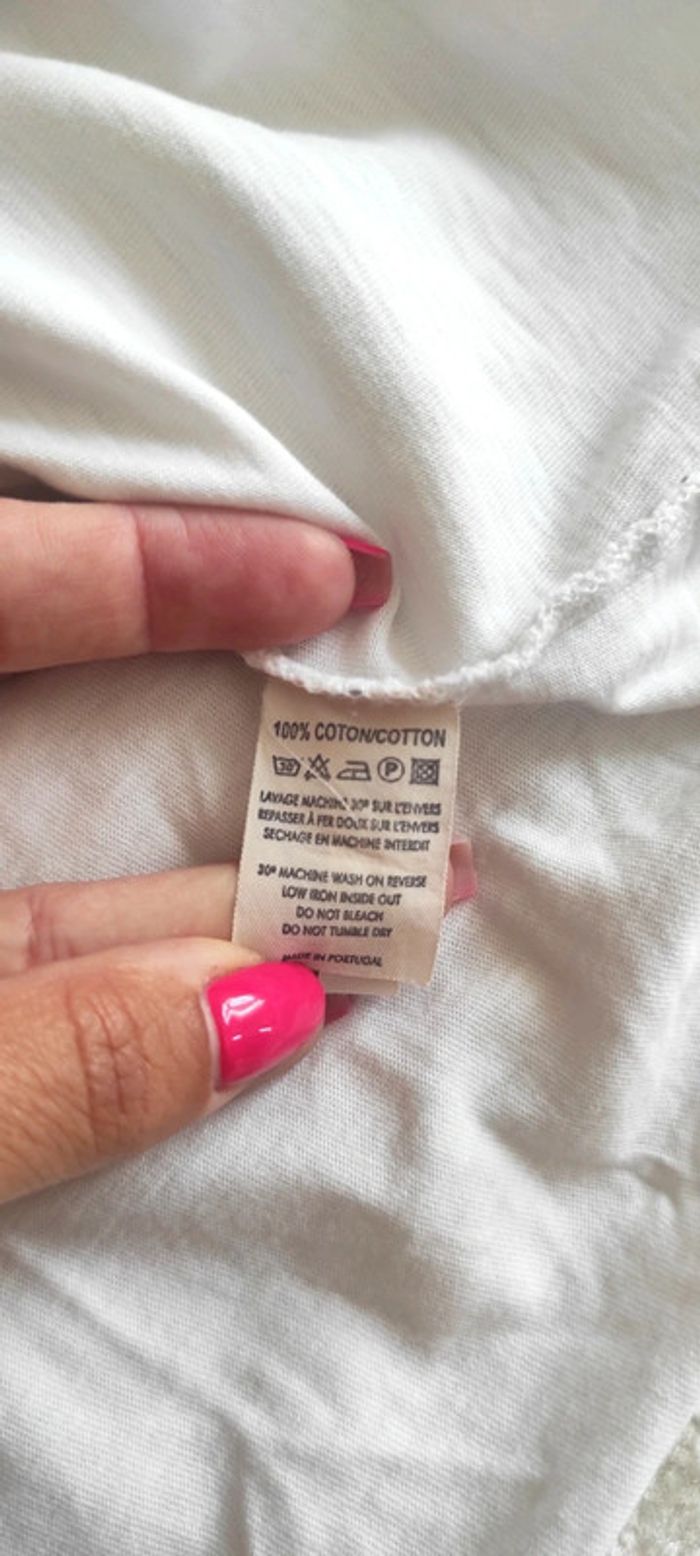 100% COTON/COTTON
30 P
LAVAGE MACHINE 30° SUR L'ENVERS
REPASSER À FER DOUX SUR L'ENVERS
SECHAGE EN MACHINE INTERDIT
30° MACHINE WASH ON REVERSE
LOW IRON INSIDE OUT
DO NOT BLEACH
DO NOT TUMBLE DRY
MADE IN PORTUGAL